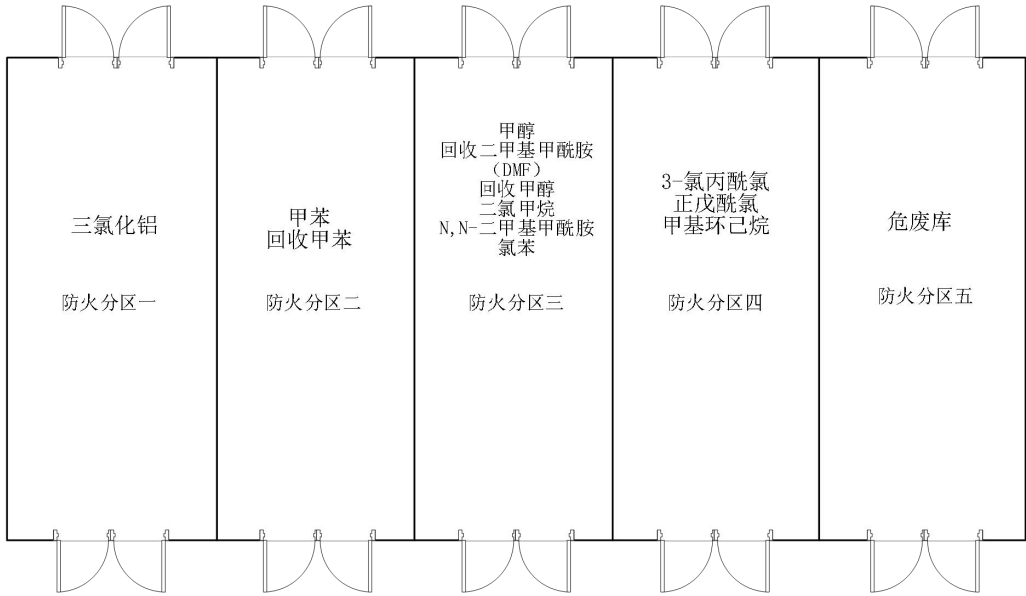 三氯化铝
防火分区一
甲苯
回收甲苯
防火分区二
甲醇
回收二甲基甲酰胺
（DMF）
回收甲醇
二氯甲烷
N,N-二甲基甲酰胺
氯苯
防火分区三
3-氯丙酰氯
正戊酰氯
甲基环己烷
防火分区四
危废库
防火分区五